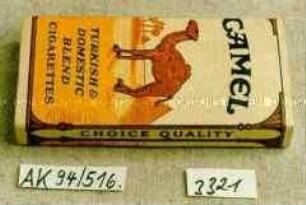 CAMEL
TURKISH &
DOMESTIC
BLEND
CIGARETTES
CHOICE QUALITY
AK 94/516.
3321